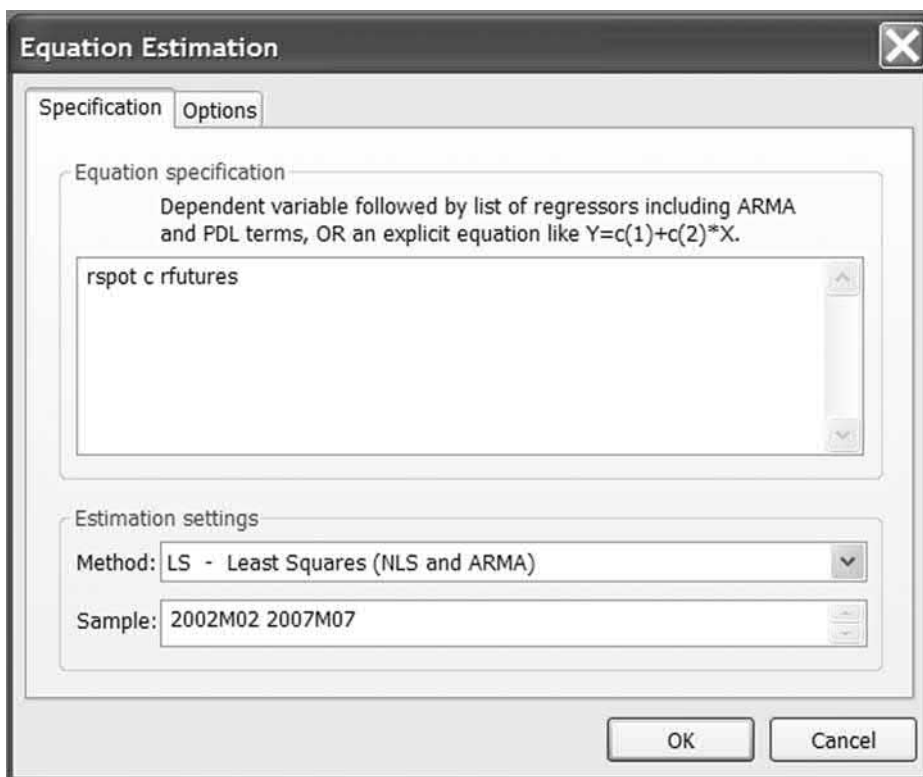 Equation Estimation
Specification
Options
Equation specification
Dependent variable followed by list of regressors including ARMA
and PDL terms, OR an explicit equation like Y=c(1)+c(2)*X.
rspot c rfutures
Estimation settings
Method: LS - Least Squares (NLS and ARMA)
Sample: 2002M02 2007M07
OK
Cancel